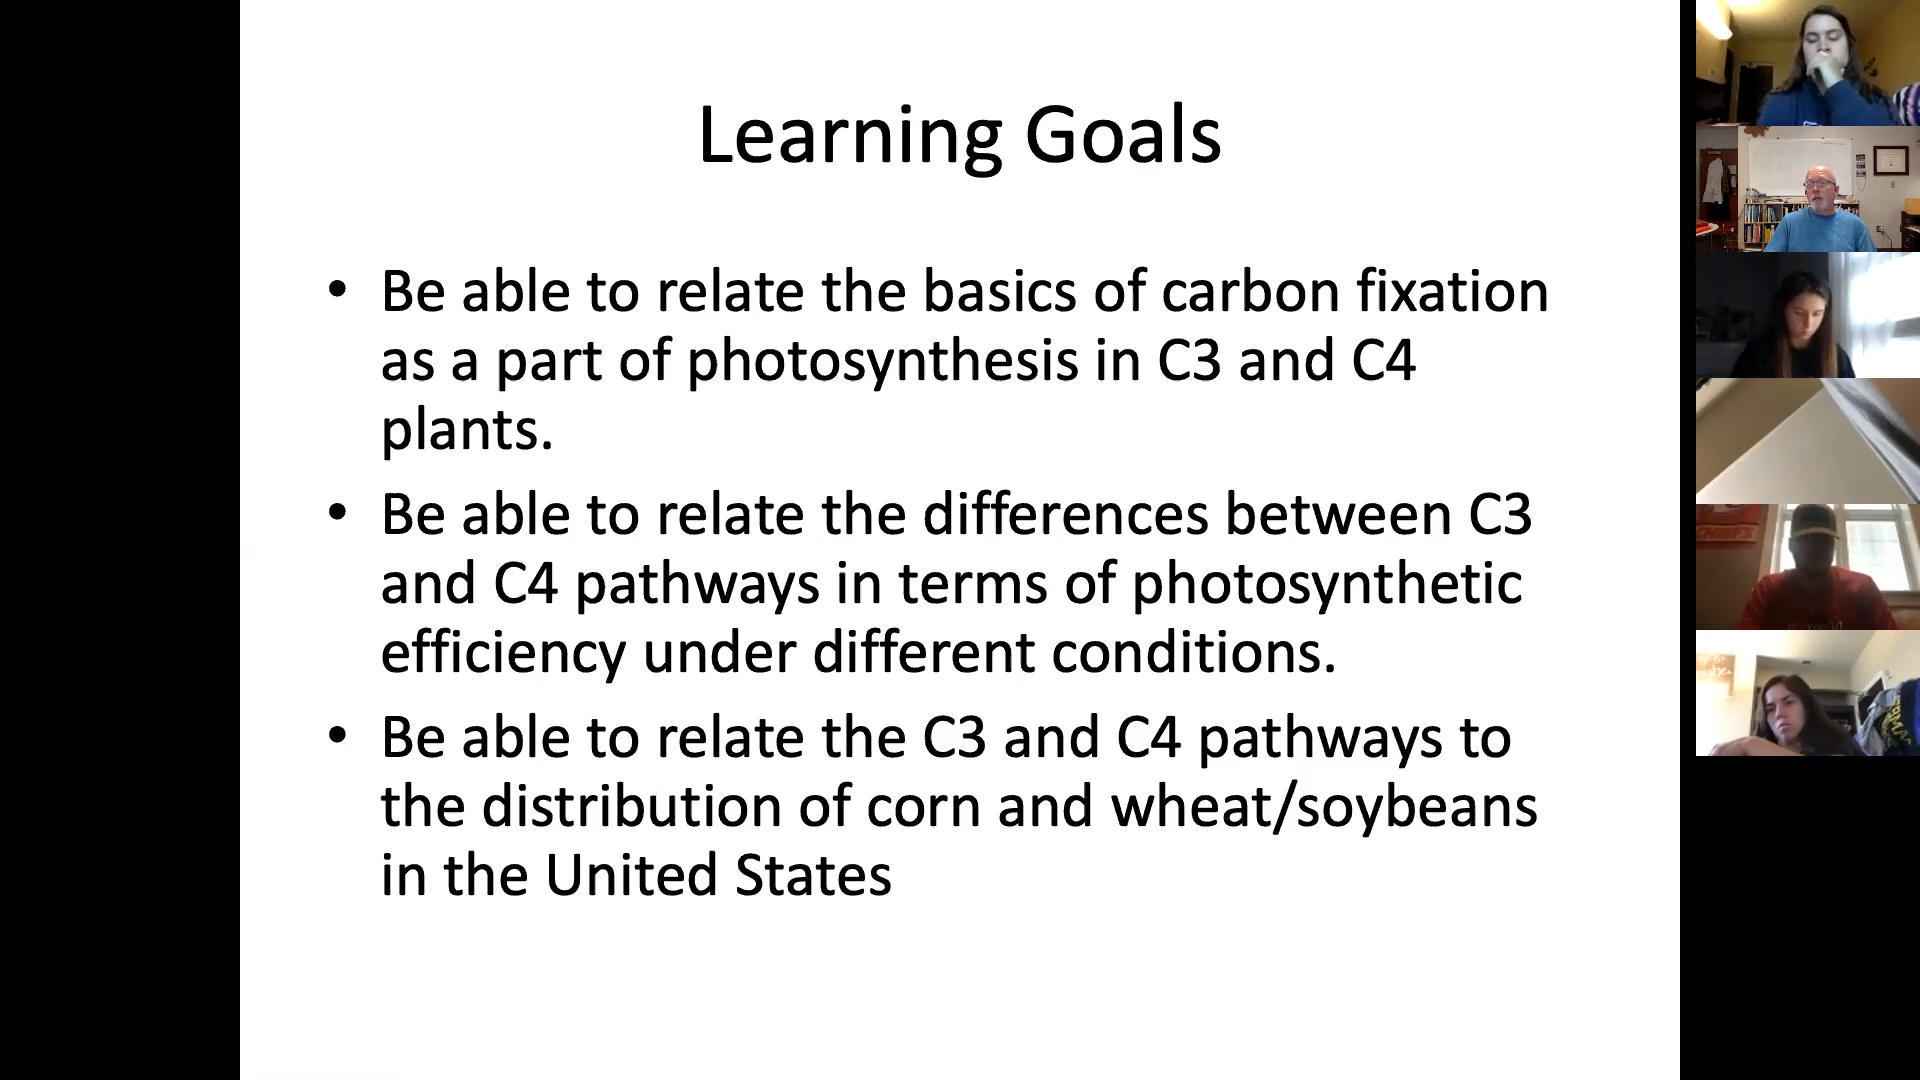 Learning Goals
• Be able to relate the basics of carbon fixation
as a part of photosynthesis in C3 and C4
plants.
• Be able to relate the differences between C3
and C4 pathways in terms of photosynthetic
efficiency under different conditions.
• Be able to relate the C3 and C4 pathways to
the distribution of corn and wheat/soybeans
in the United States